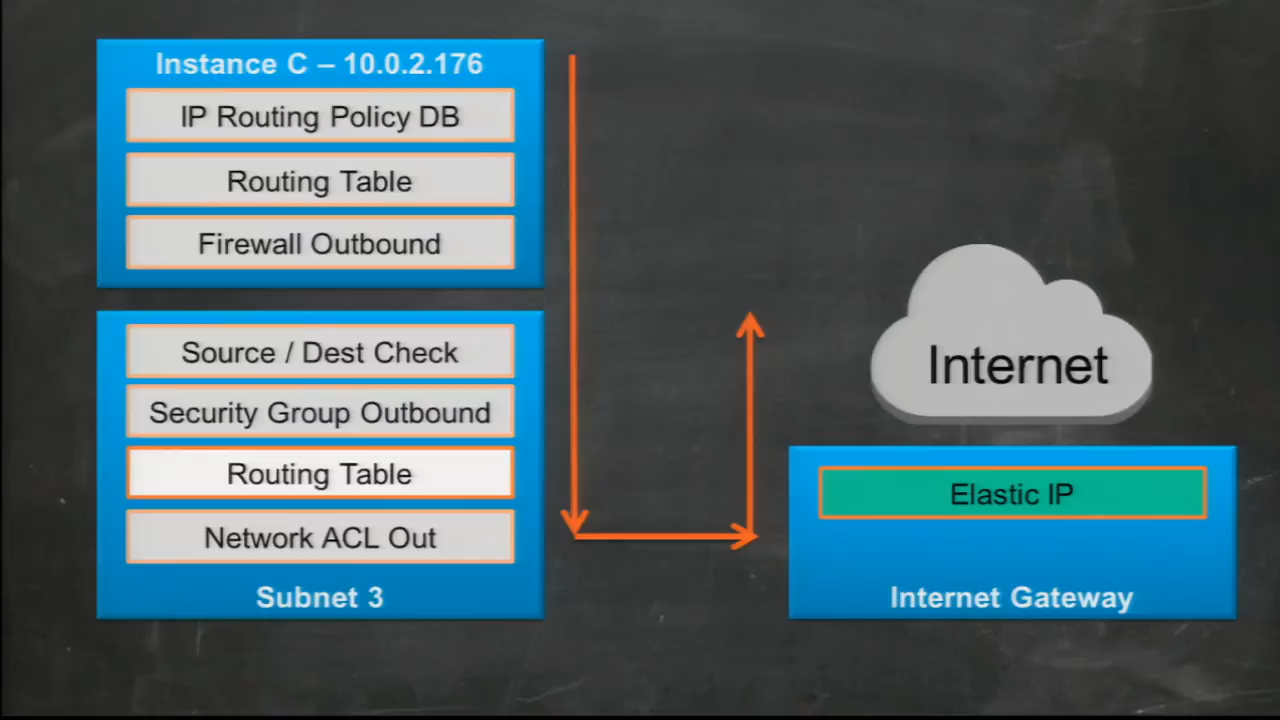 Instance C – 10.0.2.176
IP Routing Policy DB
Routing Table
Firewall Outbound
Source / Dest Check
Security Group Outbound
Routing Table
Network ACL Out
Subnet 3
Internet
Elastic IP
Internet Gateway